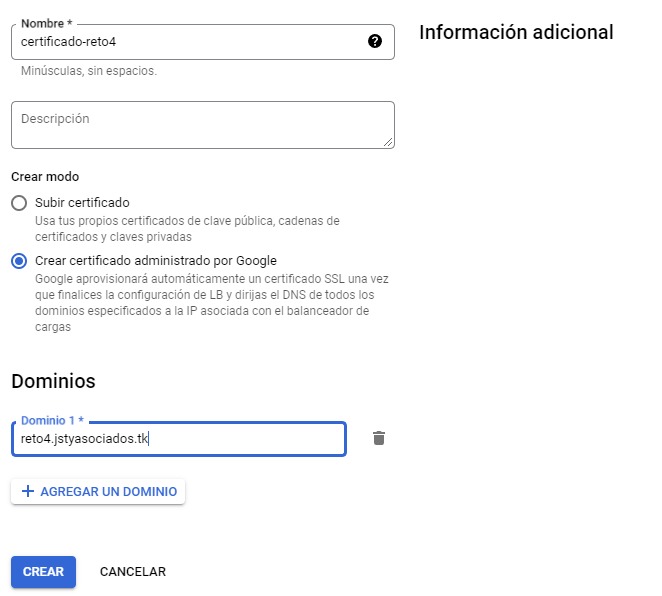 Nombre *
certificado-reto4
Minúsculas, sin espacios.
Descripción
Crear modo
Subir certificado
Usa tus propios certificados de clave pública, cadenas de
certificados y claves privadas
Crear certificado administrado por Google
Google aprovisionará automáticamente un certificado SSL una vez
que finalices la configuración de LB y dirijas el DNS de todos los
dominios especificados a la IP asociada con el balanceador de
cargas
Dominios
Dominio 1 *
reto4.jstyasociados.tk
+ AGREGAR UN DOMINIO
CREAR CANCELAR
Información adicional